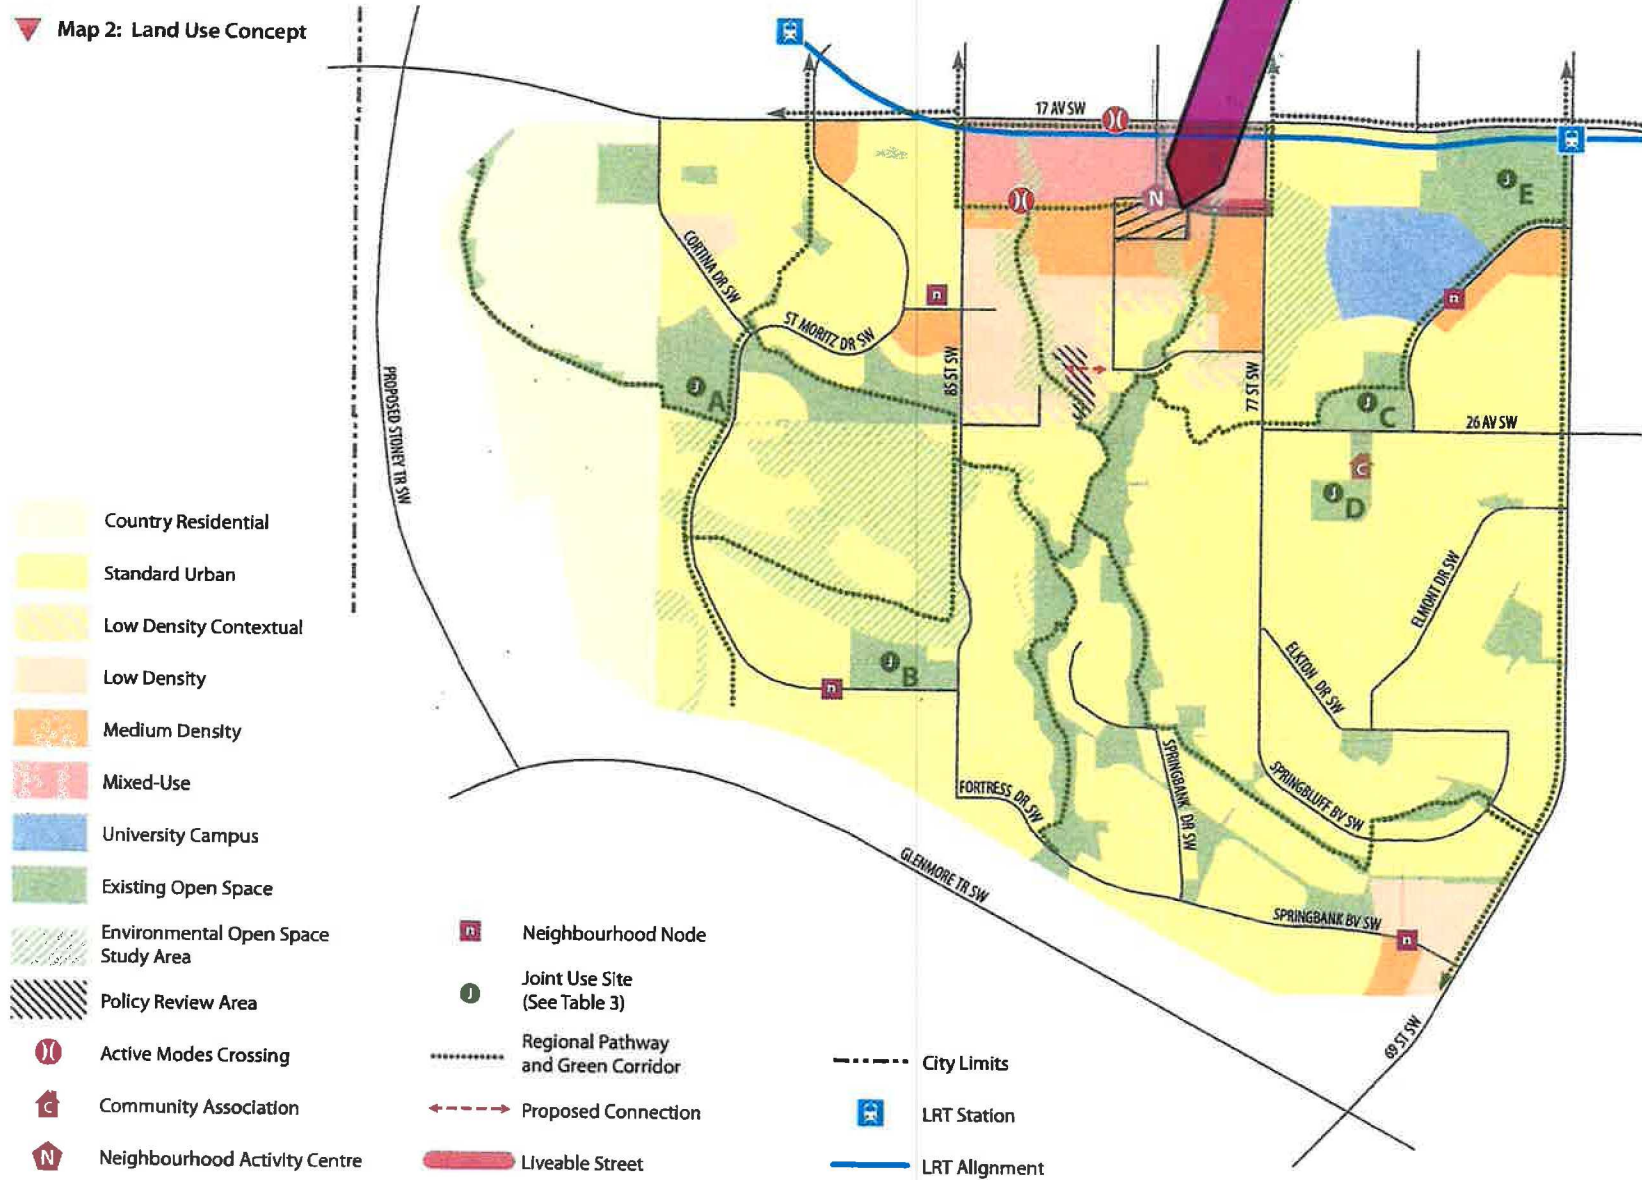 Map 2: Land Use Concept
17 AV SW
J E
N
CORTINA DR SW
n
n
ST MORITZ DR SW
85 ST SW
77 ST SW
J A
J C
26 AV SW
PROPOSED STONEY TR SW
C
J D
ELMONT DR SW
ELKTON DR SW
J B
n
SPRINGBANK DR SW
FORTRESS DR SW
SPRINGBLUFF BV SW
GLENMORE TR SW
SPRINGBANK BV SW
n
69 ST SW
Country Residential
Standard Urban
Low Density Contextual
Low Density
Medium Density
Mixed-Use
University Campus
Existing Open Space
Environmental Open Space
Study Area
Policy Review Area
Active Modes Crossing
C Community Association
N Neighbourhood Activity Centre
n Neighbourhood Node
J Joint Use Site
(See Table 3)
Regional Pathway
and Green Corridor
Proposed Connection
Liveable Street
City Limits
LRT Station
LRT Alignment